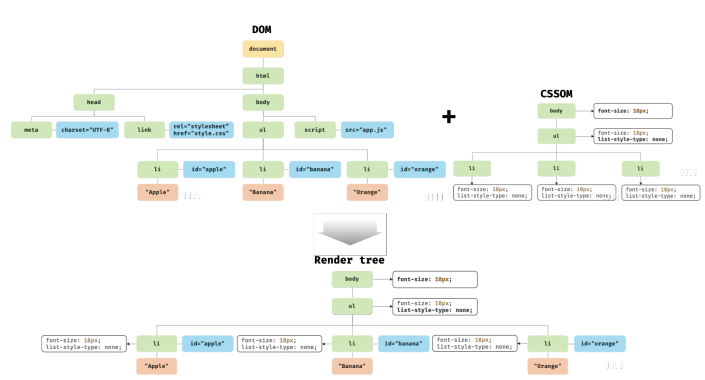 DOM
document
html
head
body
meta
charset="UTF-8"
link
rel="stylesheet"
href="style.css"
ul
script
src="app.js"
li
id="apple"
li
id="banana"
li
id="orange"
"Apple"
"Banana"
"Orange"
+
CSSOM
body
font-size: 18px;
ul
font-size: 18px;
list-style-type: none;
li
li
li
font-size: 18px;
list-style-type: none;
font-size: 18px;
list-style-type: none;
font-size: 18px;
list-style-type: none;
Render tree
body
font-size: 18px;
ul
font-size: 18px;
list-style-type: none;
font-size: 18px;
list-style-type: none;
li
id="apple"
font-size: 18px;
list-style-type: none;
li
id="banana"
font-size: 18px;
list-style-type: none;
li
id="orange"
"Apple"
"Banana"
"Orange"